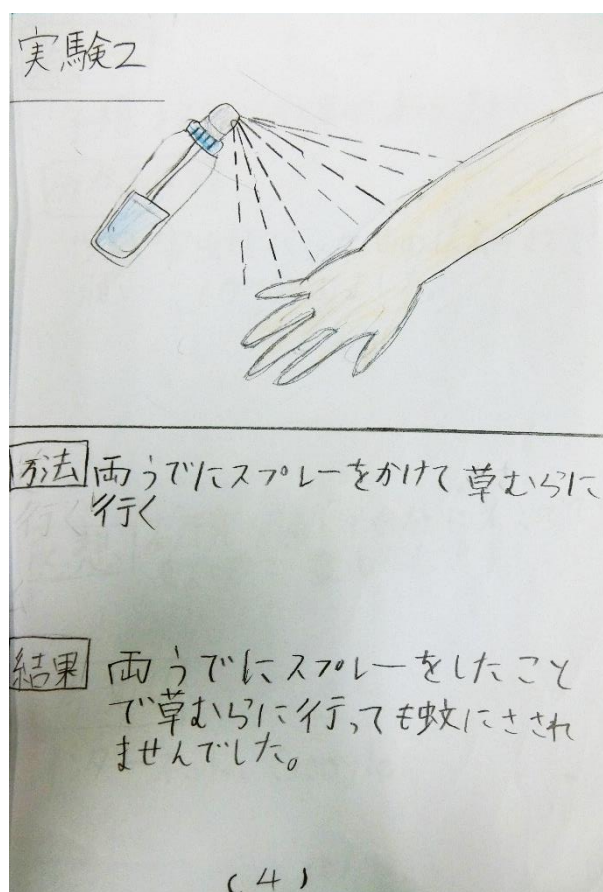 実験2
方法 両うでにスプレーをかけて草むらに
行く
結果 両うでにスプレーをしたこと
で草むらに行っても蚊にさされ
ませんでした。
(4)